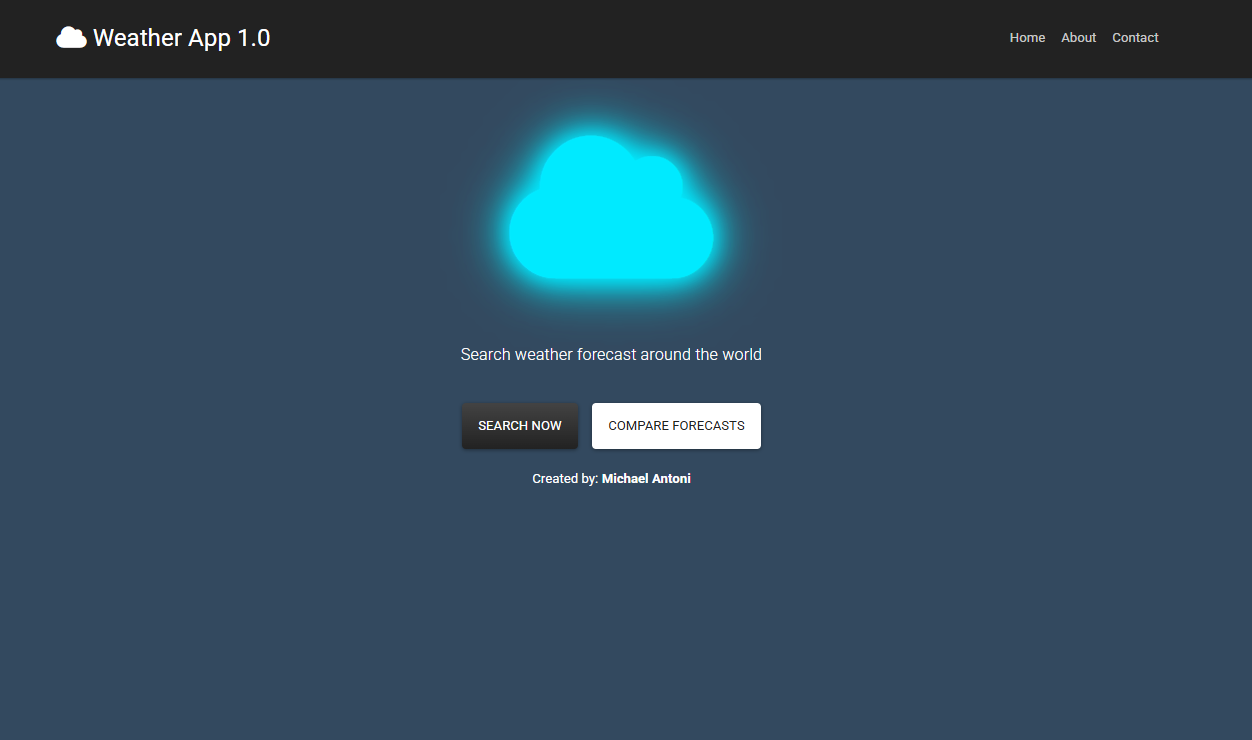 Weather App 1.0
Home About Contact
Search weather forecast around the world
SEARCH NOW COMPARE FORECASTS
Created by: Michael Antoni